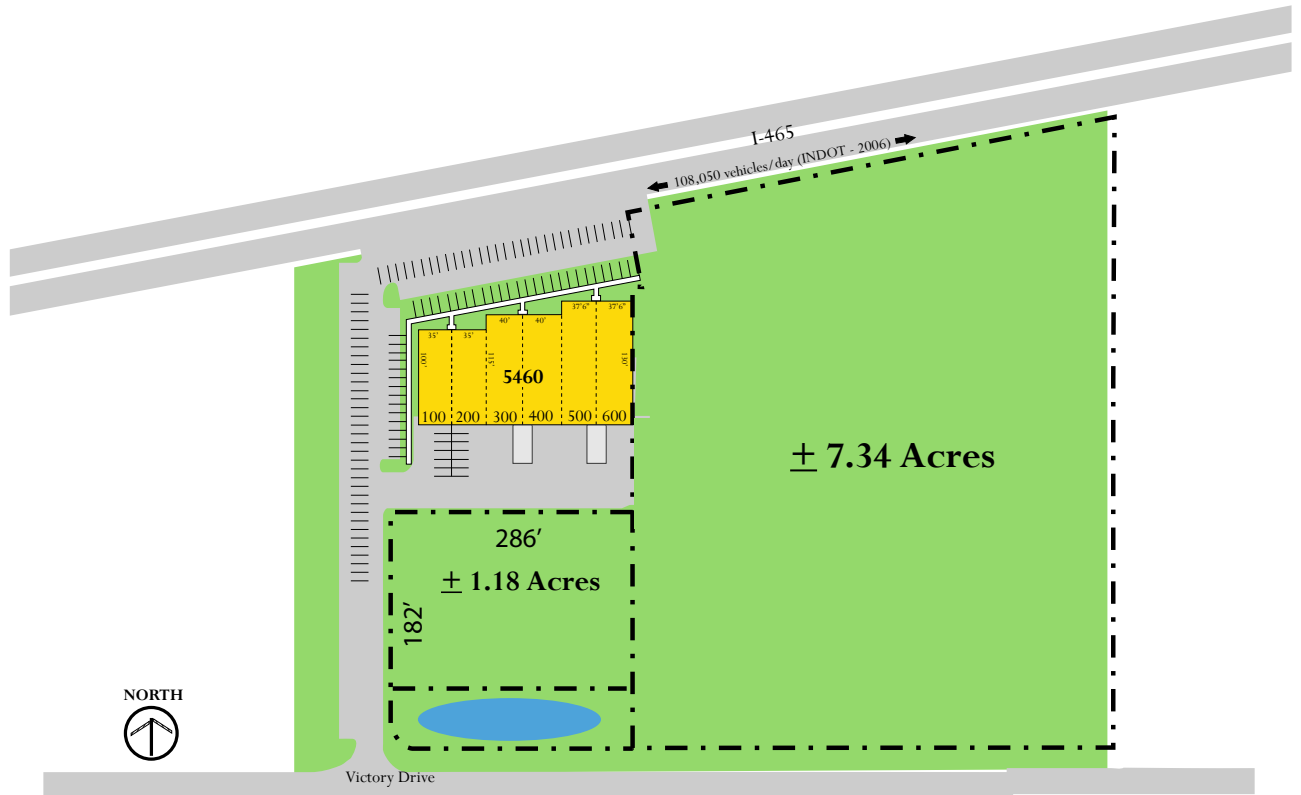 I-465
108,050 vehicles/day (INDOT - 2006)
37'6" 37'6"
40' 40'
35' 35'
100' 115' 130'
5460
100 200 300 400 500 600
± 7.34 Acres
286'
± 1.18 Acres
182'
NORTH
Victory Drive